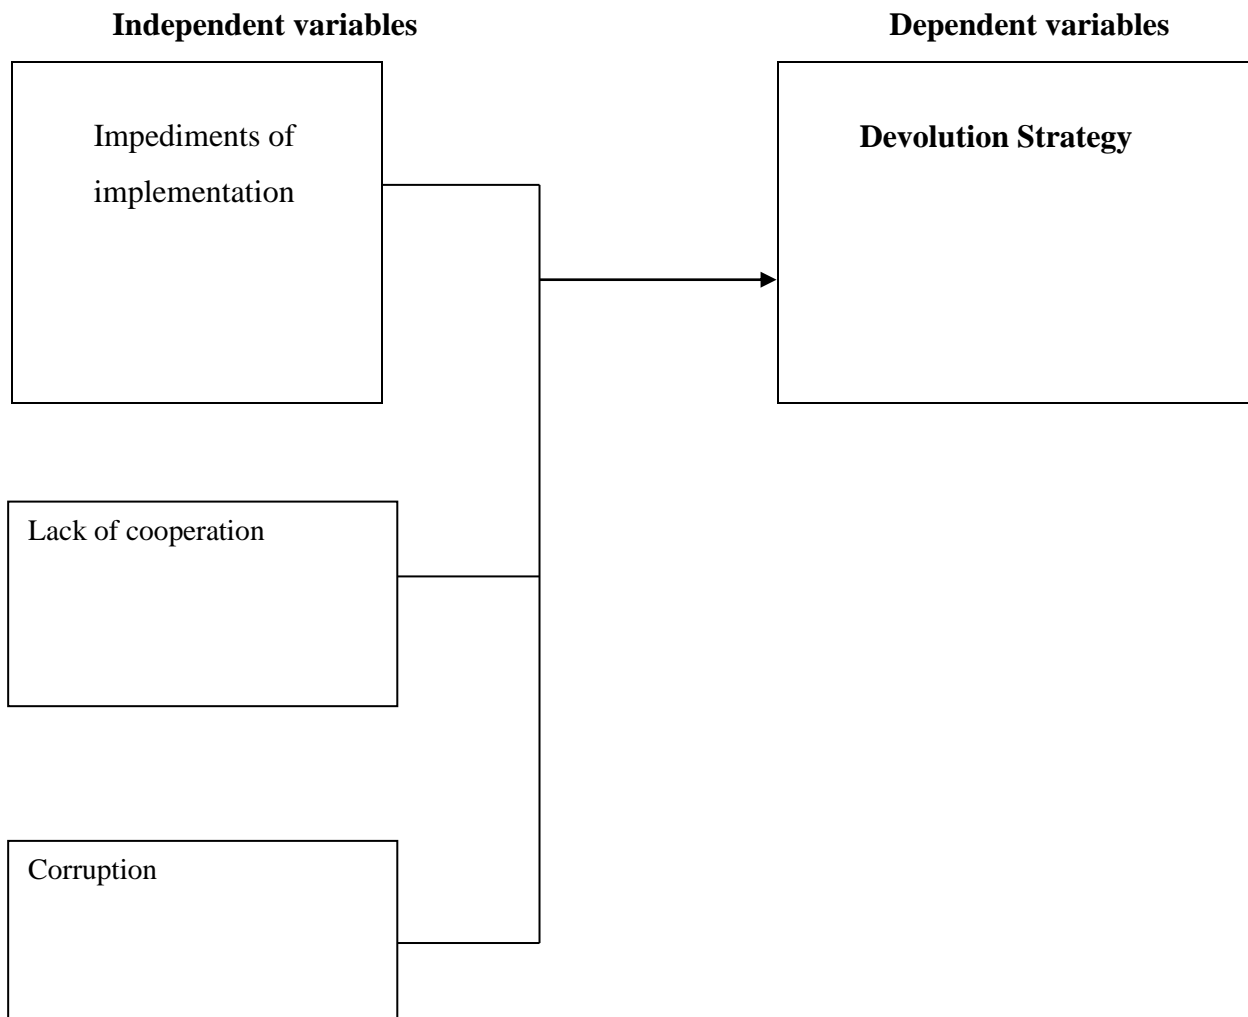 Independent variables
Dependent variables
Impediments of
implementation
Devolution Strategy
Lack of cooperation
Corruption